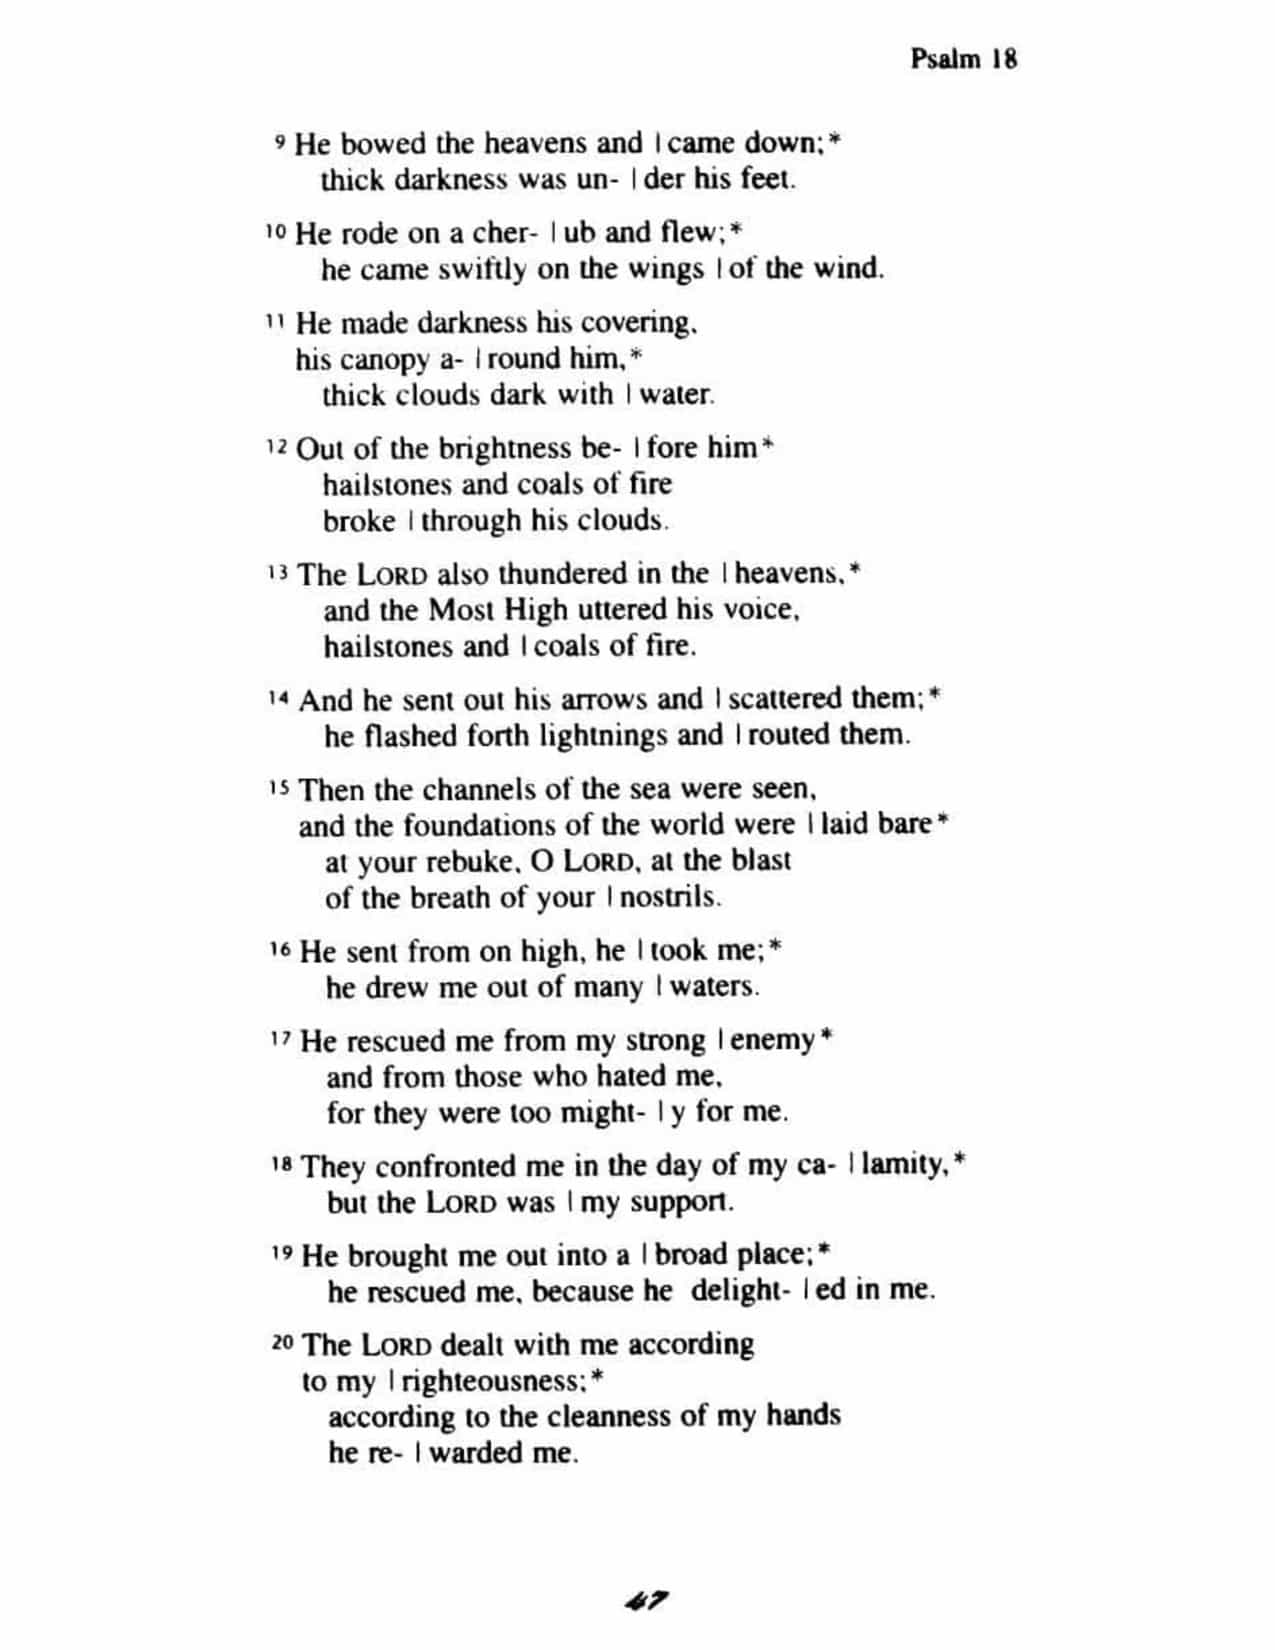 Psalm 18
9 He bowed the heavens and | came down;*
thick darkness was un- | der his feet.
10 He rode on a cher- | ub and flew;*
he came swiftly on the wings | of the wind.
11 He made darkness his covering,
his canopy a- | round him,*
thick clouds dark with | water.
12 Out of the brightness be- | fore him*
hailstones and coals of fire
broke | through his clouds.
13 The LORD also thundered in the | heavens,*
and the Most High uttered his voice,
hailstones and | coals of fire.
14 And he sent out his arrows and | scattered them;*
he flashed forth lightnings and | routed them.
15 Then the channels of the sea were seen,
and the foundations of the world were | laid bare*
at your rebuke, O LORD, at the blast
of the breath of your | nostrils.
16 He sent from on high, he | took me;*
he drew me out of many | waters.
17 He rescued me from my strong | enemy*
and from those who hated me,
for they were too might- | y for me.
18 They confronted me in the day of my ca- | lamity,*
but the LORD was | my support.
19 He brought me out into a | broad place;*
he rescued me, because he delight- | ed in me.
20 The LORD dealt with me according
to my | righteousness;*
according to the cleanness of my hands
he re- | warded me.
47